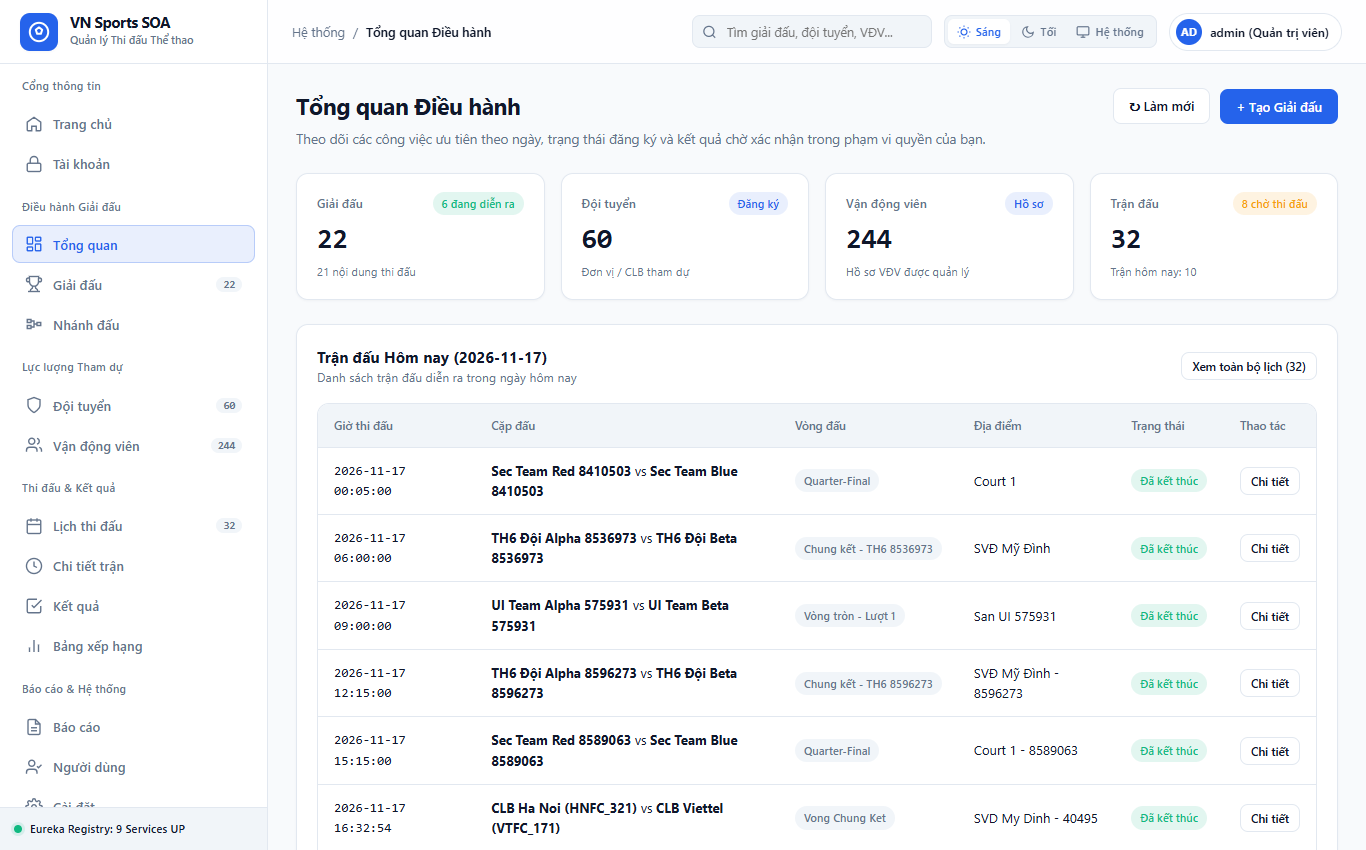 VN Sports SOA
Quản lý Thi đấu Thể thao
Cổng thông tin
Trang chủ
Tài khoản
Điều hành Giải đấu
Tổng quan
Giải đấu 22
Nhánh đấu
Lực lượng Tham dự
Đội tuyển 60
Vận động viên 244
Thi đấu & Kết quả
Lịch thi đấu 32
Chi tiết trận
Kết quả
Bảng xếp hạng
Báo cáo & Hệ thống
Báo cáo
Người dùng
Cài đặt
Eureka Registry: 9 Services UP
Hệ thống / Tổng quan Điều hành
Tìm giải đấu, đội tuyển, VĐV...
Sáng Tối Hệ thống
AD admin (Quản trị viên)
Tổng quan Điều hành
Theo dõi các công việc ưu tiên theo ngày, trạng thái đăng ký và kết quả chờ xác nhận trong phạm vi quyền của bạn.
↻ Làm mới
+ Tạo Giải đấu
Giải đấu 6 đang diễn ra
22
21 nội dung thi đấu
Đội tuyển Đăng ký
60
Đơn vị / CLB tham dự
Vận động viên Hồ sơ
244
Hồ sơ VĐV được quản lý
Trận đấu 8 chờ thi đấu
32
Trận hôm nay: 10
Trận đấu Hôm nay (2026-11-17)
Danh sách trận đấu diễn ra trong ngày hôm nay
Xem toàn bộ lịch (32)
Giờ thi đấu Cặp đấu Vòng đấu Địa điểm Trạng thái Thao tác
2026-11-17
00:05:00
Sec Team Red 8410503 vs Sec Team Blue
8410503
Quarter-Final
Court 1
Đã kết thúc
Chi tiết
2026-11-17
06:00:00
TH6 Đội Alpha 8536973 vs TH6 Đội Beta
8536973
Chung kết - TH6 8536973
SVĐ Mỹ Đình
Đã kết thúc
Chi tiết
2026-11-17
09:00:00
UI Team Alpha 575931 vs UI Team Beta
575931
Vòng tròn - Lượt 1
San UI 575931
Đã kết thúc
Chi tiết
2026-11-17
12:15:00
TH6 Đội Alpha 8596273 vs TH6 Đội Beta
8596273
Chung kết - TH6 8596273
SVĐ Mỹ Đình -
8596273
Đã kết thúc
Chi tiết
2026-11-17
15:15:00
Sec Team Red 8589063 vs Sec Team Blue
8589063
Quarter-Final
Court 1 - 8589063
Đã kết thúc
Chi tiết
2026-11-17
16:32:54
CLB Ha Noi (HNFC_321) vs CLB Viettel
(VTFC_171)
Vong Chung Ket
SVD My Dinh - 40495
Đã kết thúc
Chi tiết